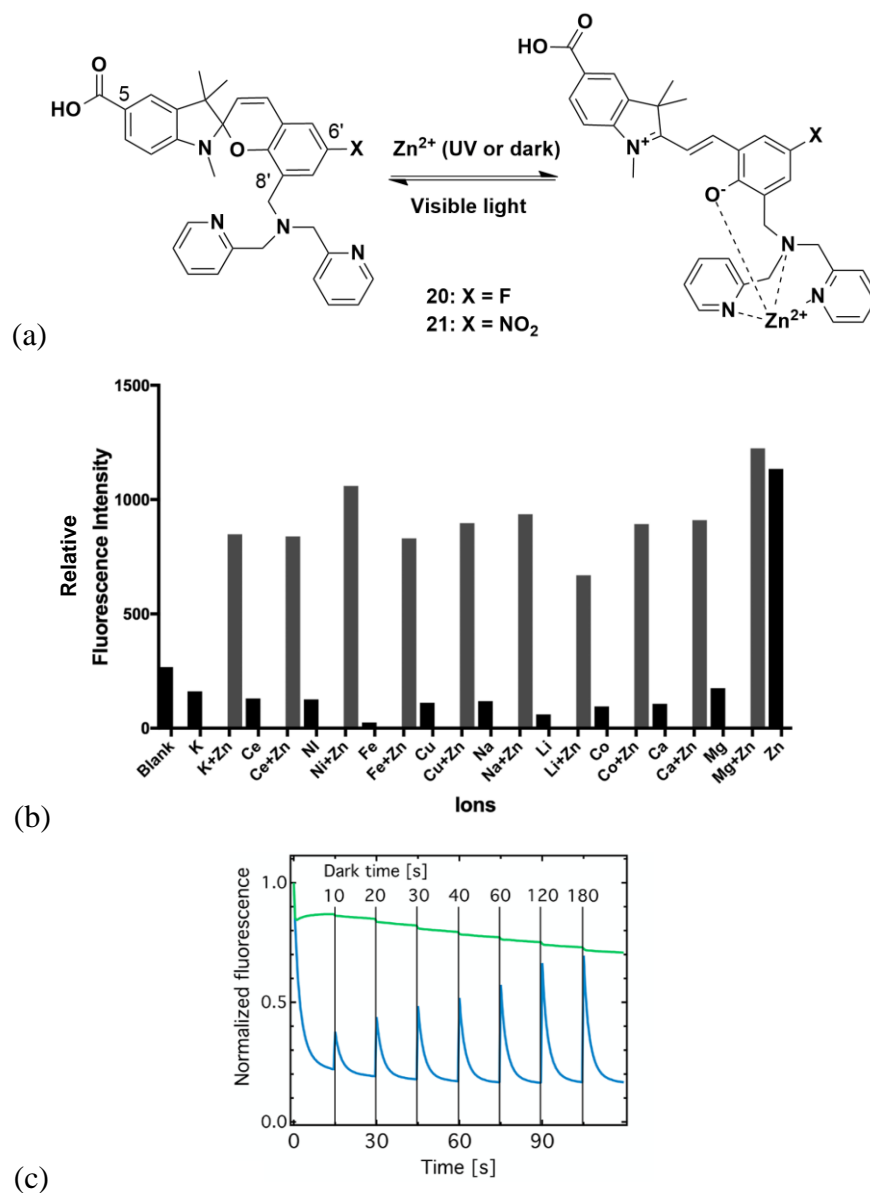 O
HO
5
N
O
6'
X
8'
N
N
N
Zn²⁺ (UV or dark)
Visible light
20: X = F
21: X = NO₂
O
HO
N⁺
X
O⁻
N
N
N
Zn²⁺
(a)
1500
1000
500
0
Relative
Fluorescence Intensity
Blank
K
K+Zn
Ce
Ce+Zn
NI
Ni+Zn
Fe
Fe+Zn
Cu
Cu+Zn
Na
Na+Zn
Li
Li+Zn
Co
Co+Zn
Ca
Ca+Zn
Mg
Mg+Zn
Zn
Ions
(b)
Dark time [s]
10 20 30 40 60 120 180
1.0
0.5
0.0
Normalized fluorescence
0 30 60 90
Time [s]
(c)